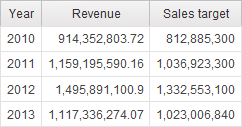 Year Revenue Sales target
2010 914,352,803.72 812,885,300
2011 1,159,195,590.16 1,036,923,300
2012 1,495,891,100.9 1,332,553,100
2013 1,117,336,274.07 1,023,006,840